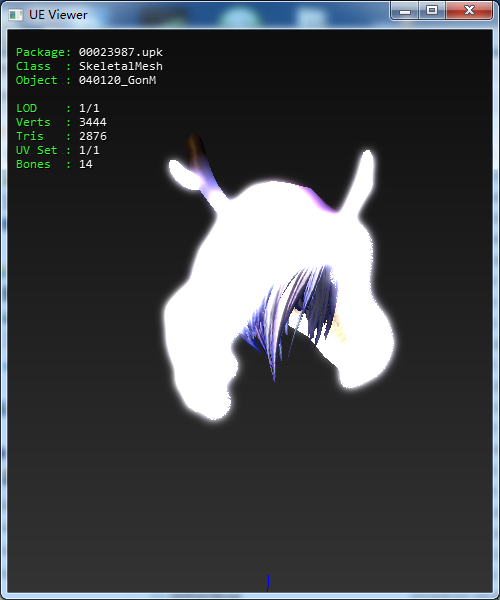 UE Viewer
Package: 00023987.upk
Class  : SkeletalMesh
Object : 040120_GonM
LOD    : 1/1
Verts  : 3444
Tris   : 2876
UV Set : 1/1
Bones  : 14